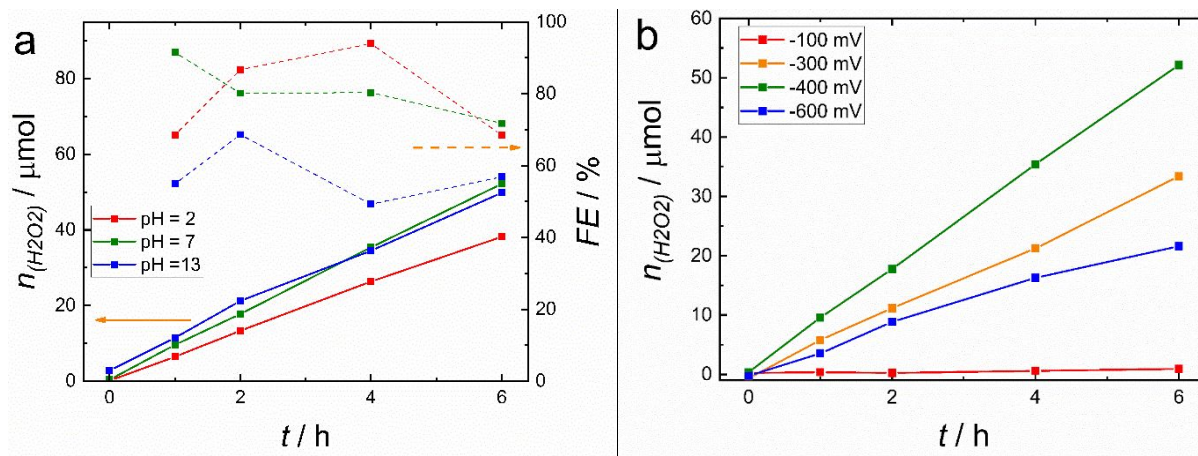 a
n(H2O2) / μmol
80
60
40
20
0
100
80
60
40
20
0
FE / %
pH = 2
pH = 7
pH =13
0
2
4
6
t / h
b
n(H2O2) / μmol
60
50
40
30
20
10
0
-100 mV
-300 mV
-400 mV
-600 mV
0
2
4
6
t / h